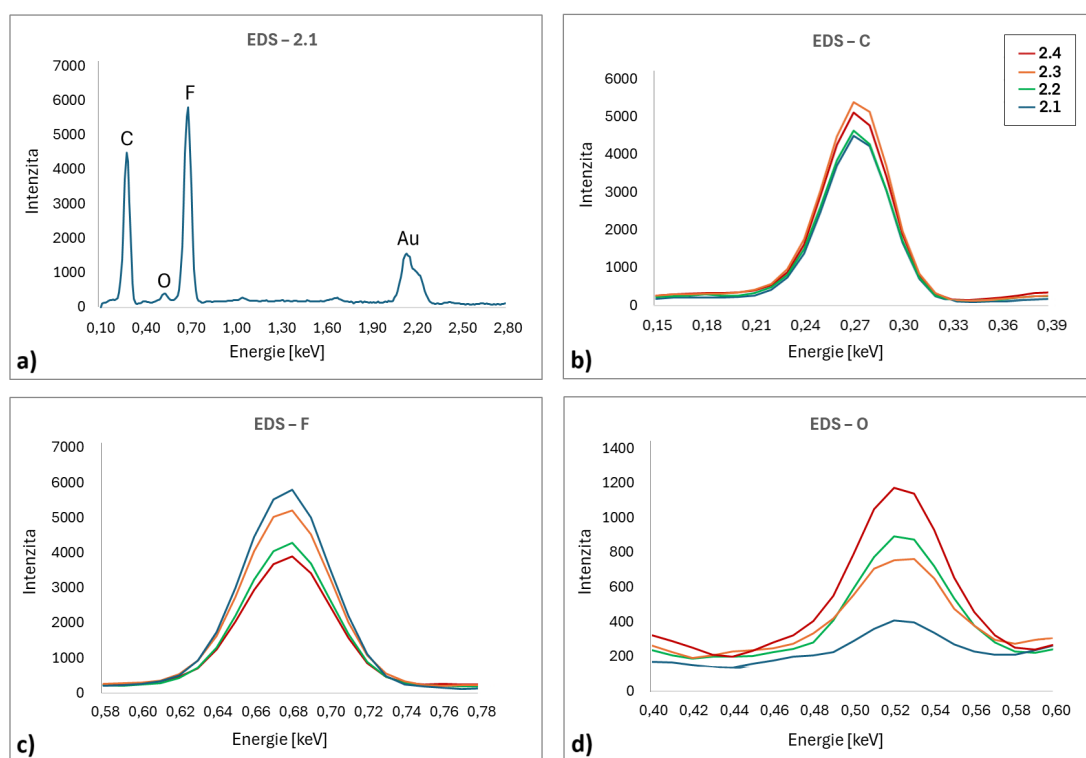 EDS – 2.1
7000
6000
5000
4000
3000
2000
1000
0
Intenzita
C
O
F
Au
0,10 0,40 0,70 1,00 1,30 1,60 1,90 2,20 2,50 2,80
Energie [keV]
a)
EDS – C
2.4
2.3
2.2
2.1
6000
5000
4000
3000
2000
1000
0
Intenzita
0,15 0,18 0,21 0,24 0,27 0,30 0,33 0,36 0,39
Energie [keV]
b)
EDS – F
7000
6000
5000
4000
3000
2000
1000
0
Intenzita
0,58 0,60 0,62 0,64 0,66 0,68 0,70 0,72 0,74 0,76 0,78
Energie [keV]
c)
EDS – O
1400
1200
1000
800
600
400
200
0
Intenzita
0,40 0,42 0,44 0,46 0,48 0,50 0,52 0,54 0,56 0,58 0,60
Energie [keV]
d)